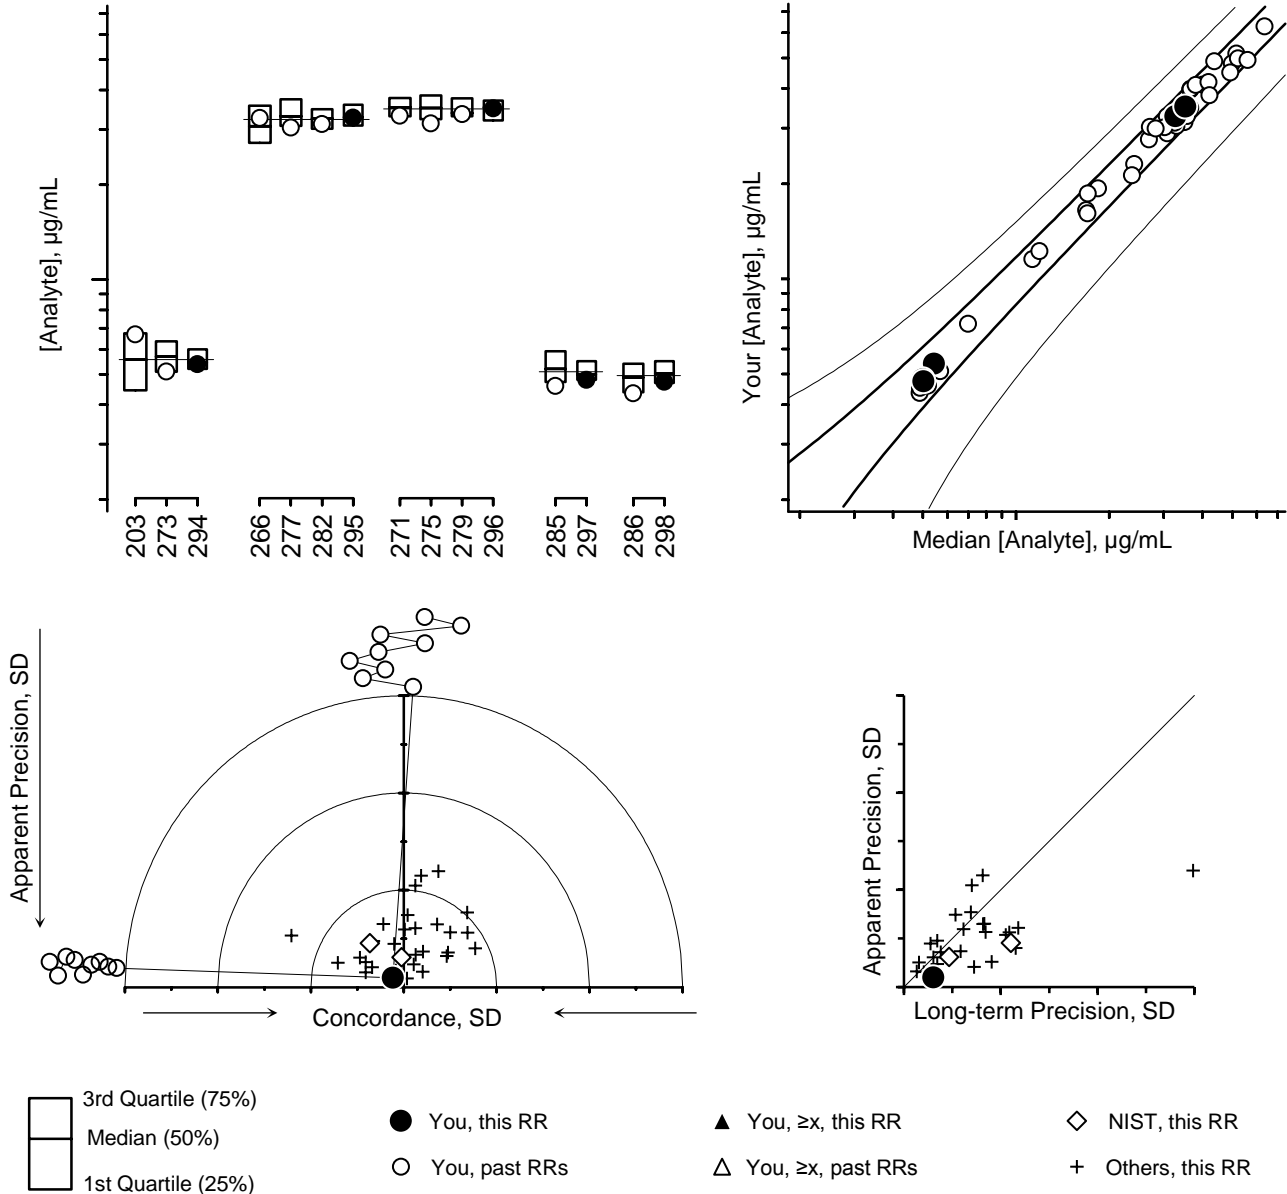 [Analyte], µg/mL
203
273
294
266
277
282
295
271
275
279
296
285
297
286
298
Your [Analyte], µg/mL
Median [Analyte], µg/mL
Apparent Precision, SD
Concordance, SD
Apparent Precision, SD
Long-term Precision, SD
3rd Quartile (75%)
Median (50%)
1st Quartile (25%)
You, this RR
You, past RRs
You, ≥x, this RR
You, ≥x, past RRs
NIST, this RR
Others, this RR